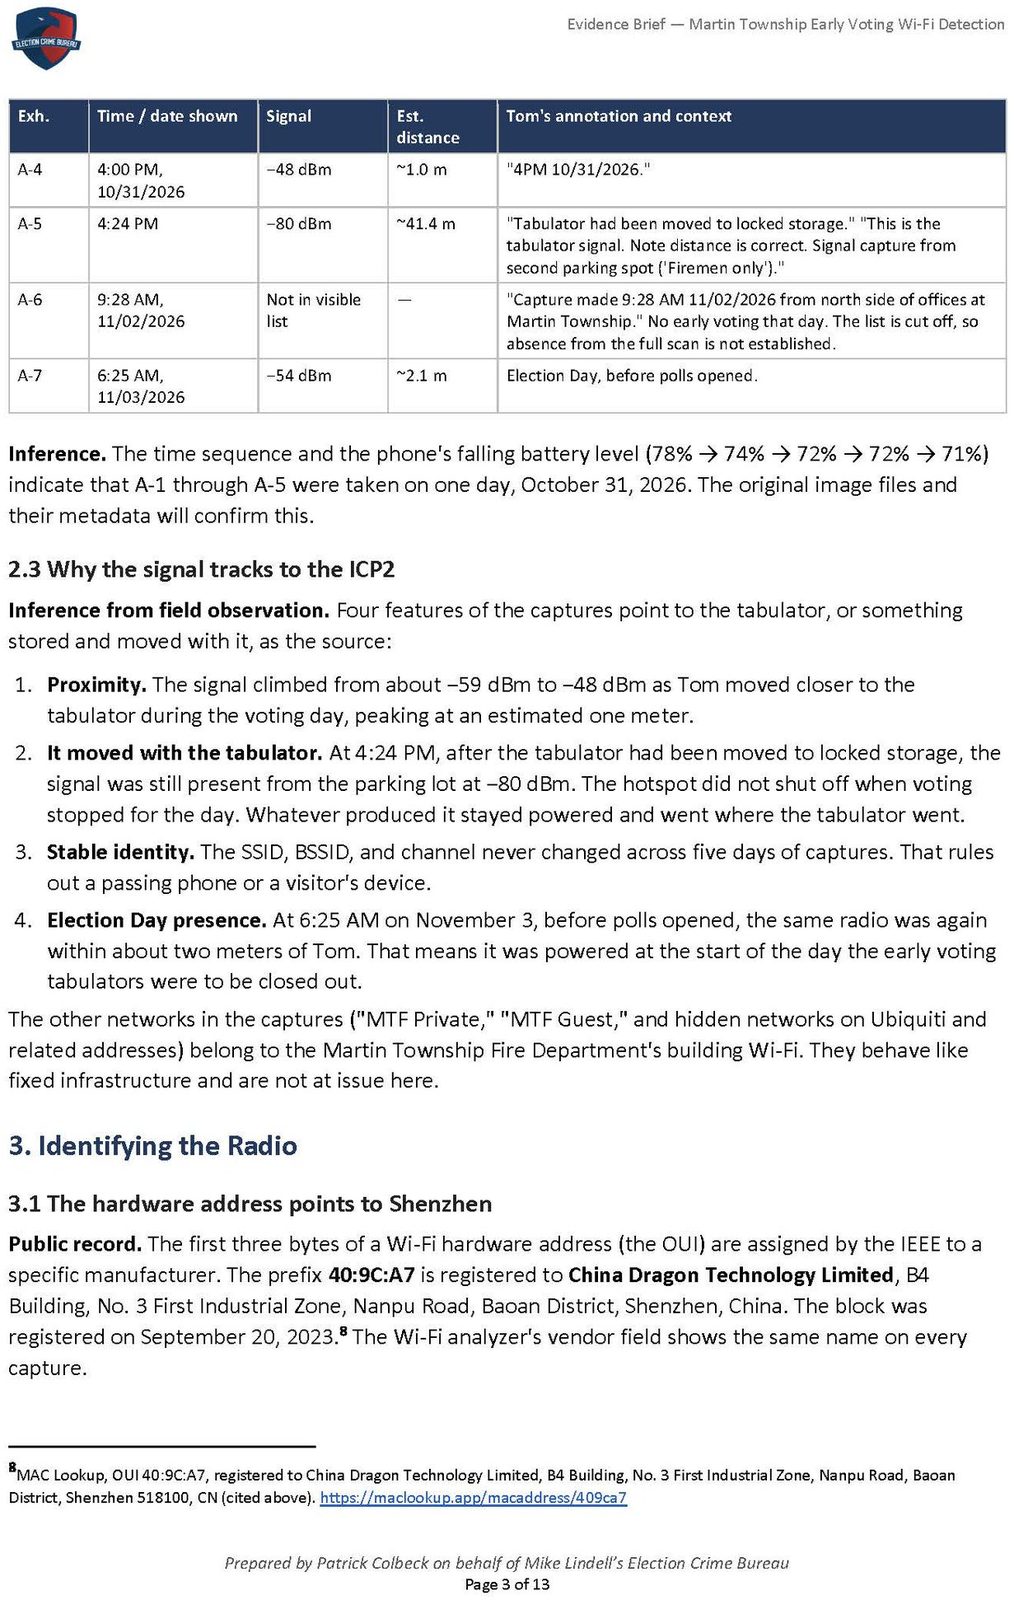 ELECTION CRIME BUREAU
Evidence Brief — Martin Township Early Voting Wi-Fi Detection
Exh. Time / date shown Signal Est. distance Tom's annotation and context
A-4 4:00 PM, 10/31/2026 −48 dBm ~1.0 m "4PM 10/31/2026."
A-5 4:24 PM −80 dBm ~41.4 m "Tabulator had been moved to locked storage." "This is the
tabulator signal. Note distance is correct. Signal capture from
second parking spot ('Firemen only')."
A-6 9:28 AM, 11/02/2026 Not in visible list — "Capture made 9:28 AM 11/02/2026 from north side of offices at
Martin Township." No early voting that day. The list is cut off, so
absence from the full scan is not established.
A-7 6:25 AM, 11/03/2026 −54 dBm ~2.1 m Election Day, before polls opened.
Inference. The time sequence and the phone's falling battery level (78% → 74% → 72% → 72% → 71%)
indicate that A-1 through A-5 were taken on one day, October 31, 2026. The original image files and
their metadata will confirm this.
2.3 Why the signal tracks to the ICP2
Inference from field observation. Four features of the captures point to the tabulator, or something
stored and moved with it, as the source:
1. Proximity. The signal climbed from about −59 dBm to −48 dBm as Tom moved closer to the
tabulator during the voting day, peaking at an estimated one meter.
2. It moved with the tabulator. At 4:24 PM, after the tabulator had been moved to locked storage, the
signal was still present from the parking lot at −80 dBm. The hotspot did not shut off when voting
stopped for the day. Whatever produced it stayed powered and went where the tabulator went.
3. Stable identity. The SSID, BSSID, and channel never changed across five days of captures. That rules
out a passing phone or a visitor's device.
4. Election Day presence. At 6:25 AM on November 3, before polls opened, the same radio was again
within about two meters of Tom. That means it was powered at the start of the day the early voting
tabulators were to be closed out.
The other networks in the captures ("MTF Private," "MTF Guest," and hidden networks on Ubiquiti and
related addresses) belong to the Martin Township Fire Department's building Wi-Fi. They behave like
fixed infrastructure and are not at issue here.
3. Identifying the Radio
3.1 The hardware address points to Shenzhen
Public record. The first three bytes of a Wi-Fi hardware address (the OUI) are assigned by the IEEE to a
specific manufacturer. The prefix 40:9C:A7 is registered to China Dragon Technology Limited, B4
Building, No. 3 First Industrial Zone, Nanpu Road, Baoan District, Shenzhen, China. The block was
registered on September 20, 2023.8 The Wi-Fi analyzer's vendor field shows the same name on every
capture.
8MAC Lookup, OUI 40:9C:A7, registered to China Dragon Technology Limited, B4 Building, No. 3 First Industrial Zone, Nanpu Road, Baoan
District, Shenzhen 518100, CN (cited above). https://maclookup.app/macaddress/409ca7
Prepared by Patrick Colbeck on behalf of Mike Lindell's Election Crime Bureau
Page 3 of 13